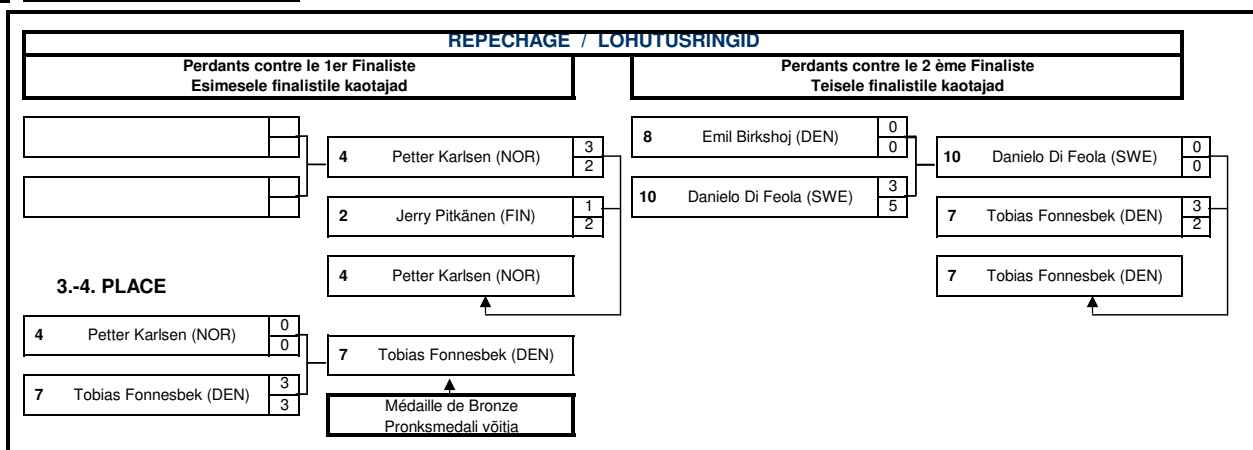 REPECHAGE / LOHUTUSRINGID
Perdants contre le 1er Finaliste
Esimesele finalistile kaotajad
Perdants contre le 2 ème Finaliste
Teisele finalistile kaotajad
4 Petter Karlsen (NOR) 3 2
2 Jerry Pitkänen (FIN) 1 2
4 Petter Karlsen (NOR)
8 Emil Birkshoj (DEN) 0 0
10 Danielo Di Feola (SWE) 3 5
10 Danielo Di Feola (SWE) 0 0
7 Tobias Fonnesbek (DEN) 3 2
7 Tobias Fonnesbek (DEN)
3.-4. PLACE
4 Petter Karlsen (NOR) 0 0
7 Tobias Fonnesbek (DEN) 3 3
7 Tobias Fonnesbek (DEN)
Médaille de Bronze
Pronksmedali võitja